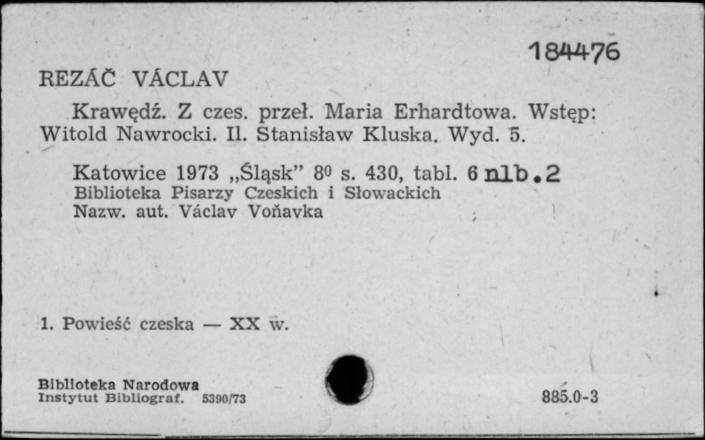 184476
REZÁČ VÁCLAV
Krawędź. Z czes. przeł. Maria Erhardtowa. Wstęp:
Witold Nawrocki. Il. Stanisław Kluska. Wyd. 5.
Katowice 1973 „Śląsk” 8⁰ s. 430, tabl. 6 nlb.2
Biblioteka Pisarzy Czeskich i Słowackich
Nazw. aut. Václav Voňavka
1. Powieść czeska — XX w.
Biblioteka Narodowa
Instytut Bibliograf. 5390/73
885.0-3